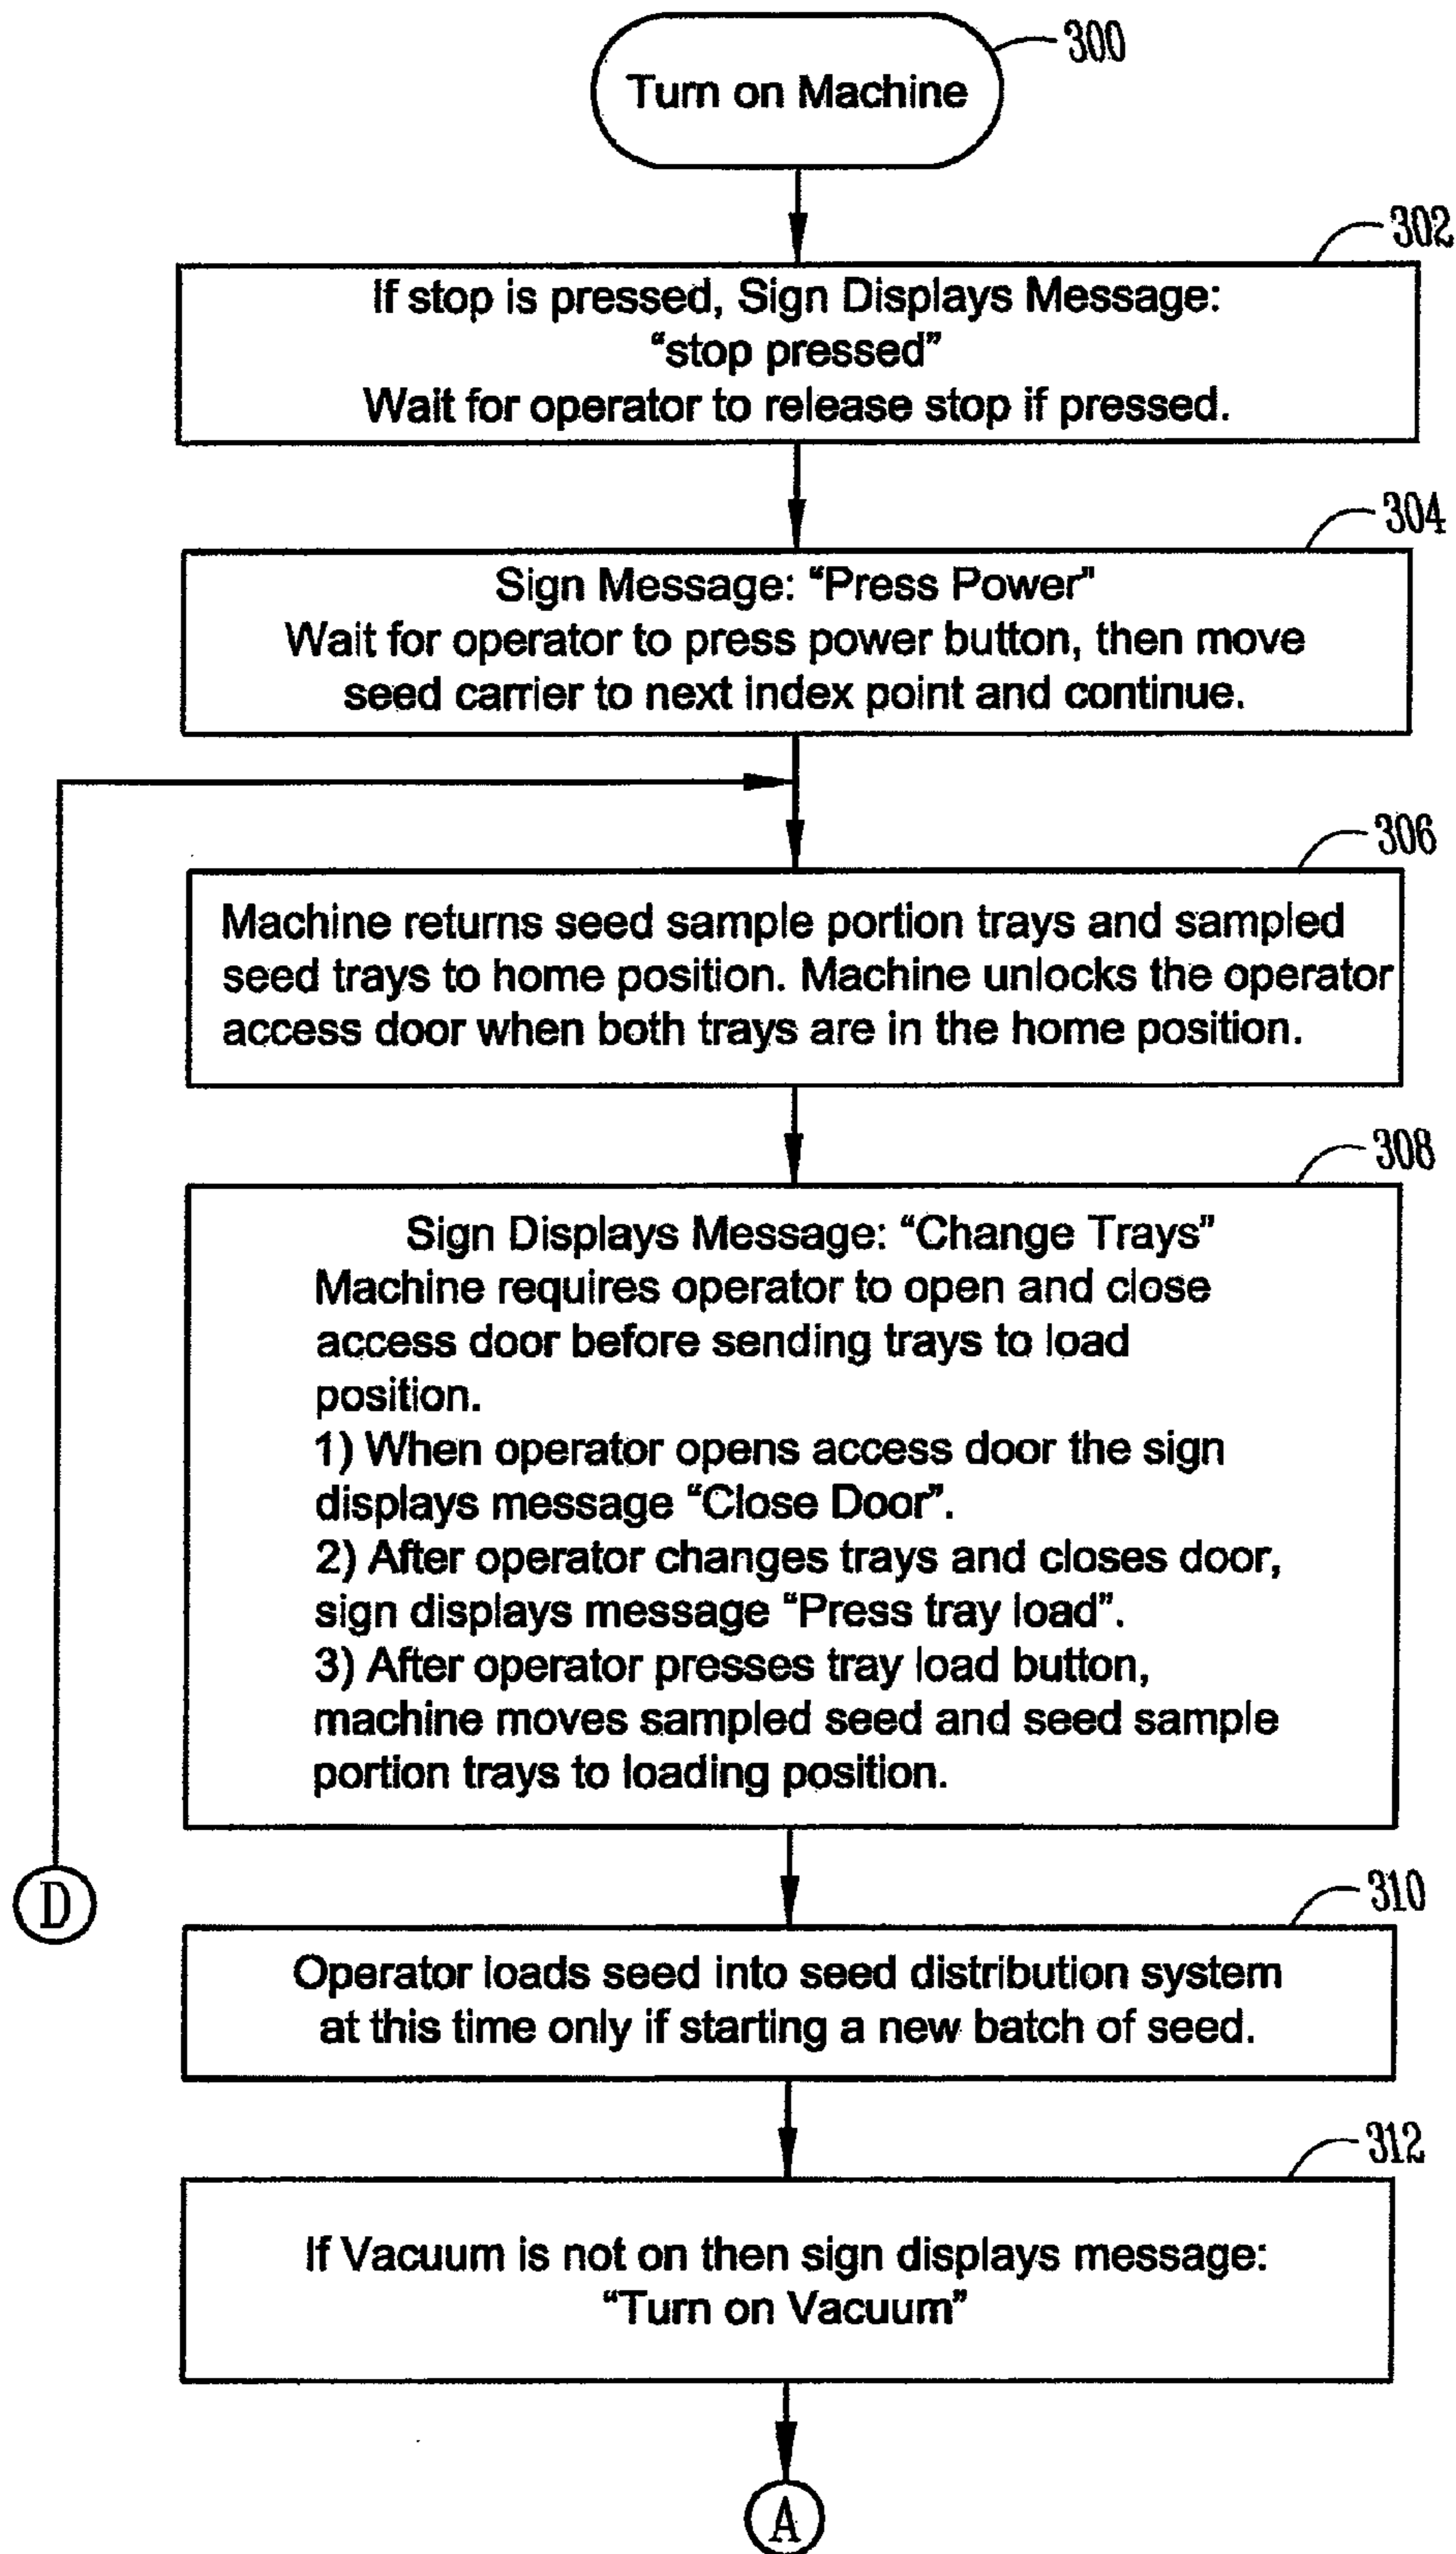 300
Turn on Machine
302
If stop is pressed, Sign Displays Message:
“stop pressed”
Wait for operator to release stop if pressed.
304
Sign Message: “Press Power”
Wait for operator to press power button, then move
seed carrier to next index point and continue.
306
Machine returns seed sample portion trays and sampled
seed trays to home position. Machine unlocks the operator
access door when both trays are in the home position.
308
Sign Displays Message: “Change Trays”
Machine requires operator to open and close
access door before sending trays to load
position.
1) When operator opens access door the sign
displays message “Close Door”.
2) After operator changes trays and closes door,
sign displays message “Press tray load”.
3) After operator presses tray load button,
machine moves sampled seed and seed sample
portion trays to loading position.
D
310
Operator loads seed into seed distribution system
at this time only if starting a new batch of seed.
312
If Vacuum is not on then sign displays message:
“Turn on Vacuum”
A